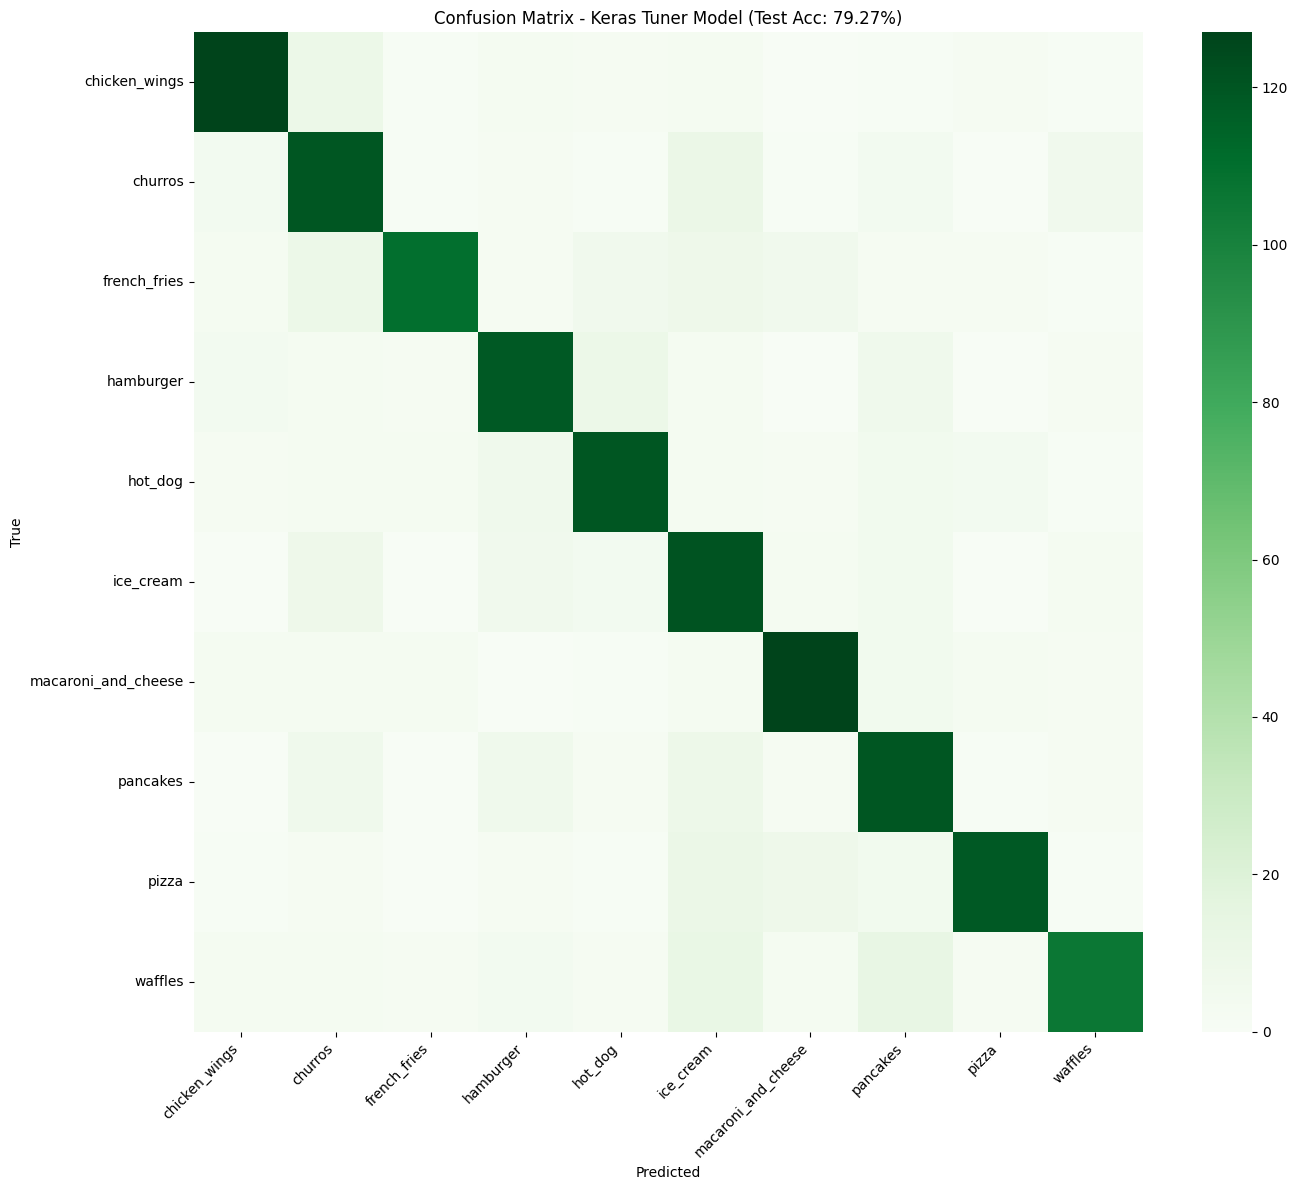 Confusion Matrix - Keras Tuner Model (Test Acc: 79.27%)
chicken_wings
churros
french_fries
hamburger
hot_dog
ice_cream
macaroni_and_cheese
pancakes
pizza
waffles
True
chicken_wings
churros
french_fries
hamburger
hot_dog
ice_cream
macaroni_and_cheese
pancakes
pizza
waffles
Predicted
120
100
80
60
40
20
0